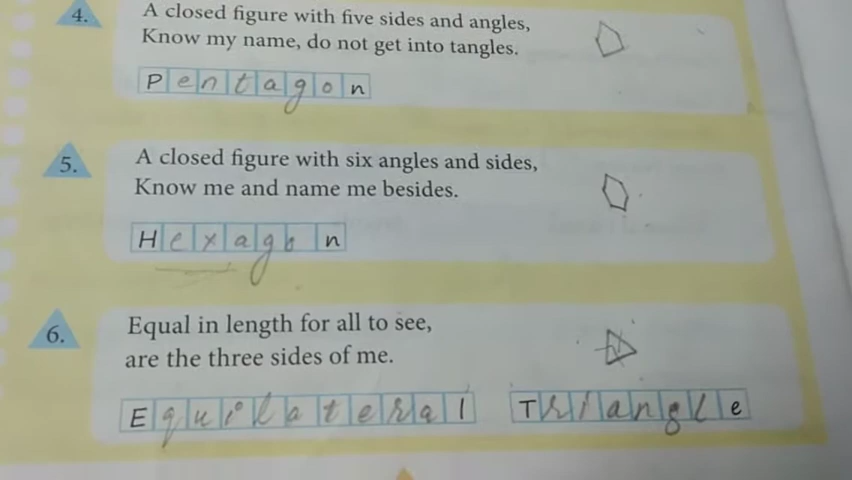 4. A closed figure with five sides and angles,
Know my name, do not get into tangles.
Pentagon
5. A closed figure with six angles and sides,
Know me and name me besides.
Hexagon
6. Equal in length for all to see,
are the three sides of me.
Equilateral Triangle